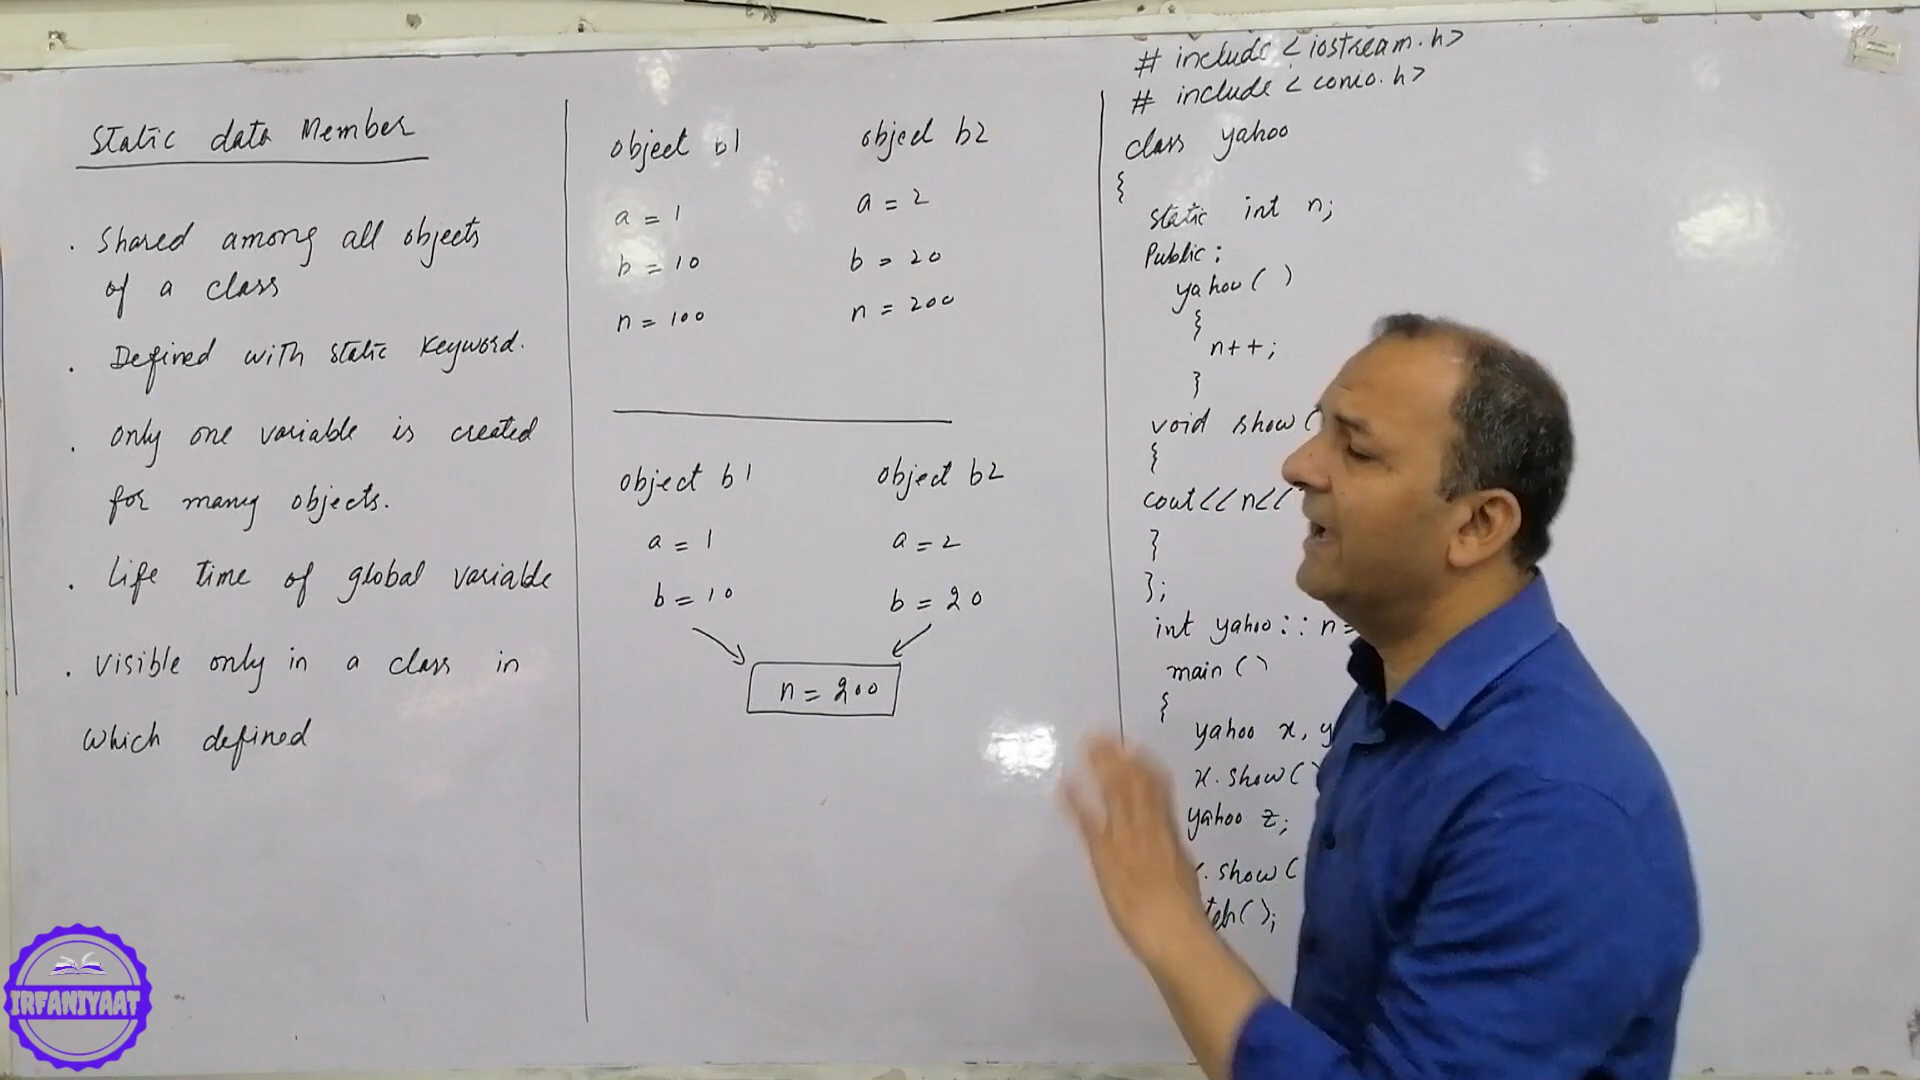 Static data Member
. Shared among all objects
of a class
. Defined with static keyword.
. Only one variable is created
for many objects.
. Life time of global variable
. Visible only in a class in
which defined
object b1
a = 1
b = 10
n = 100
object b2
a = 2
b = 20
n = 200
object b1
a = 1
b = 10
object b2
a = 2
b = 20
n = 200
# include <iostream.h>
# include <conio.h>
class yahoo
{
static int n;
Public:
yahoo( )
{
n++;
}
void show(
{
cout<<n<<
}
};
int yahoo::n=
main()
{
yahoo x, y
x.show()
yahoo z;
.show(
tch();
IRFANIYAAT